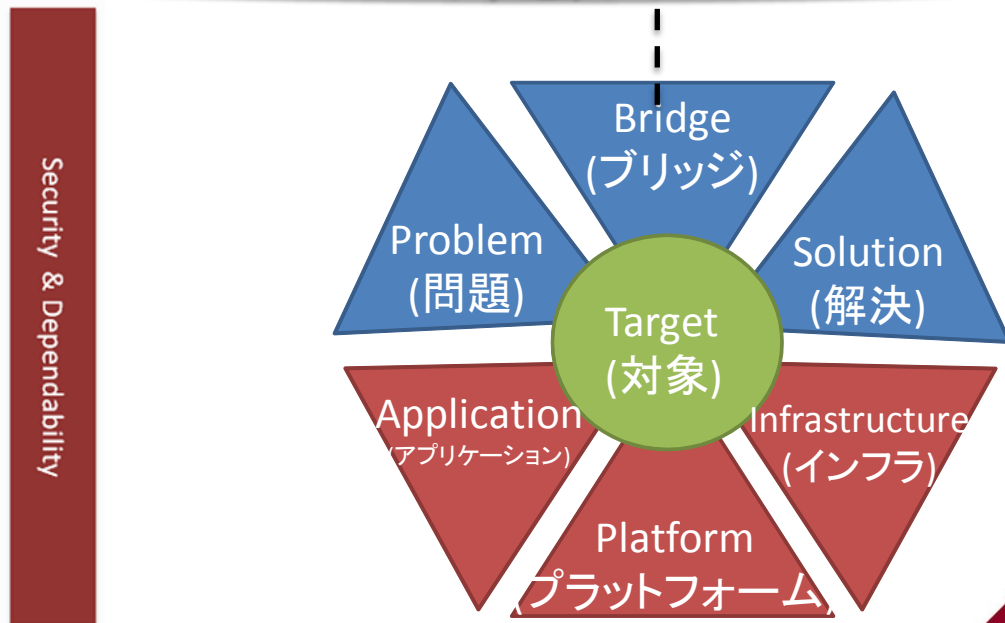 Security & Dependability
Bridge
(ブリッジ)
Problem
(問題)
Solution
(解決)
Target
(対象)
Application
(アプリケーション)
Infrastructure
(インフラ)
Platform
(プラットフォーム)